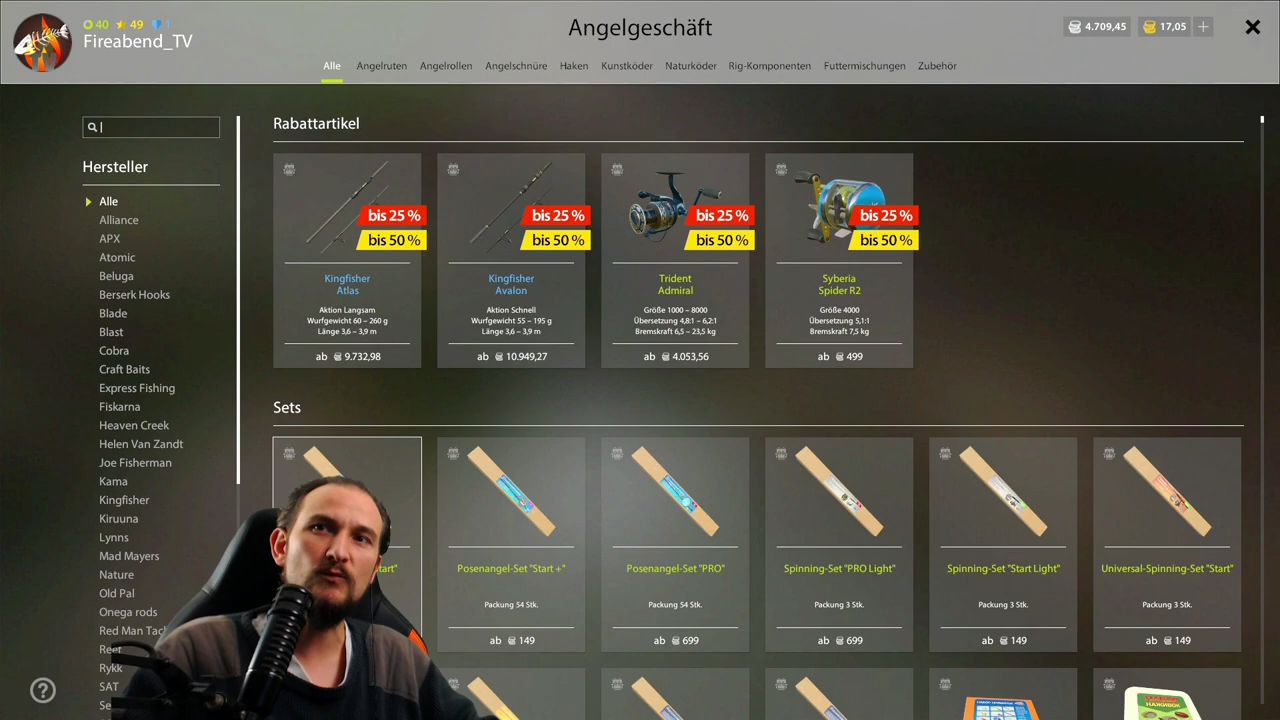 40 49 1
Fireabend_TV
Angelgeschäft
4.709,45 17,05 +
Alle Angelruten Angelrollen Angelschnüre Haken Kunstköder Naturköder Rig-Komponenten Futtermischungen Zubehör
Hersteller
Alle
Alliance
APX
Atomic
Beluga
Berserk Hooks
Blade
Blast
Cobra
Craft Baits
Express Fishing
Fiskarna
Heaven Creek
Helen Van Zandt
Joe Fisherman
Kama
Kingfisher
Kiruuna
Lynns
Mad Mayers
Nature
Old Pal
Onega rods
Red Man Tack
Reef
Rykk
SAT
Se
?
Rabattartikel
bis 25 %
bis 50 %
Kingfisher
Atlas
Aktion Langsam
Wurfgewicht 60 – 260 g
Länge 3,6 – 3,9 m
ab 9.732,98
bis 25 %
bis 50 %
Kingfisher
Avalon
Aktion Schnell
Wurfgewicht 55 – 195 g
Länge 3,6 – 3,9 m
ab 10.949,27
bis 25 %
bis 50 %
Trident
Admiral
Größe 1000 – 8000
Übersetzung 4,8:1 – 6,2:1
Bremskraft 6,5 – 23,5 kg
ab 4.053,56
bis 25 %
bis 50 %
Syberia
Spider R2
Größe 4000
Übersetzung 5,1:1
Bremskraft 7,5 kg
ab 499
Sets
tart"
Posenangel-Set "Start +"
Packung 54 Stk.
ab 149
Posenangel-Set "PRO"
Packung 54 Stk.
ab 699
Spinning-Set "PRO Light"
Packung 3 Stk.
ab 699
Spinning-Set "Start Light"
Packung 3 Stk.
ab 149
Universal-Spinning-Set "Start"
Packung 3 Stk.
ab 149
НАЖИВОК